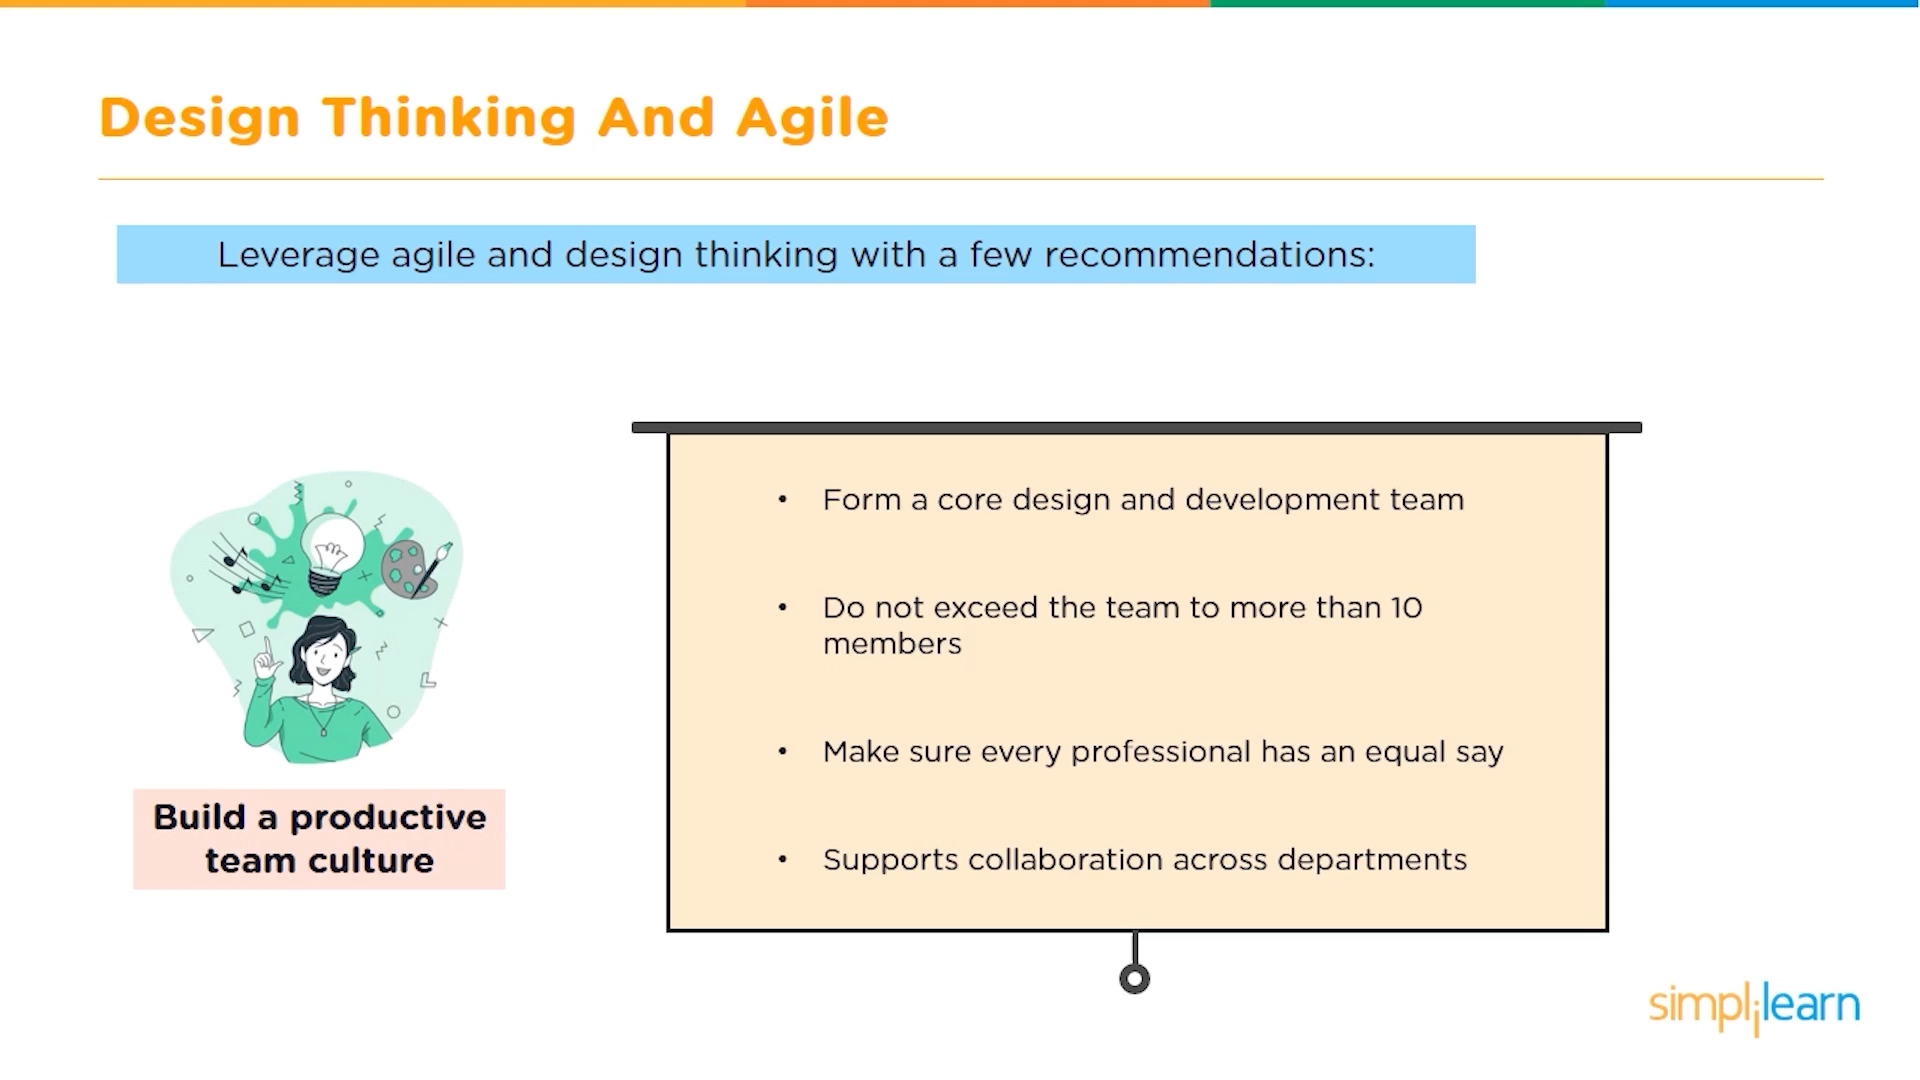 Design Thinking And Agile
Leverage agile and design thinking with a few recommendations:
Build a productive
team culture
• Form a core design and development team
• Do not exceed the team to more than 10
members
• Make sure every professional has an equal say
• Supports collaboration across departments
simplilearn